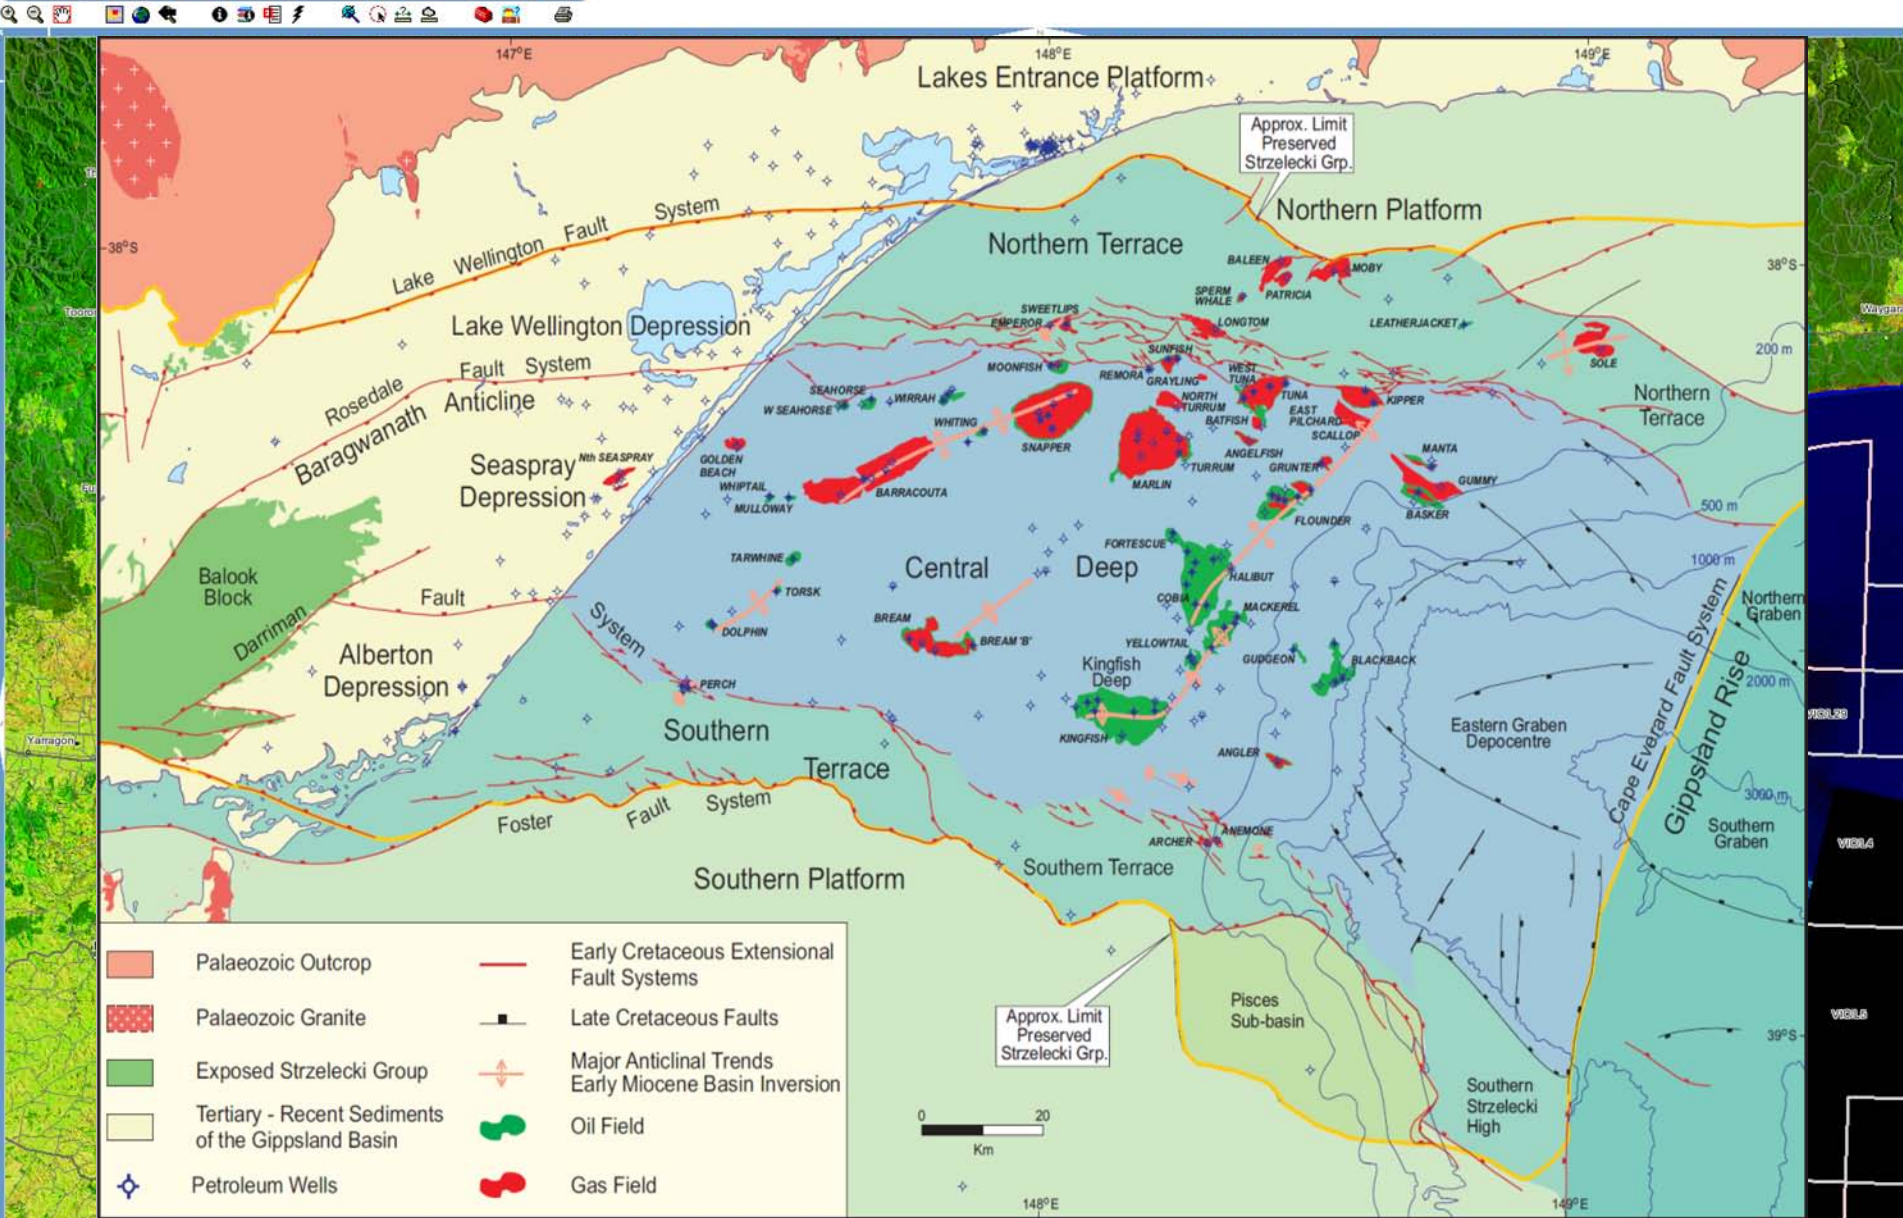 147°E
148°E
149°E
Lakes Entrance Platform
Approx. Limit
Preserved
Strzelecki Grp.
Northern Platform
38°S
Lake Wellington Fault System
Northern Terrace
38°S
BALEEN
MOBY
PATRICIA
SPERM
WHALE
SWEETLIPS
EMPEROR
LONGTOM
LEATHERJACKET
Waygara
Tooron
Lake Wellington Depression
200 m
SOLE
Rosedale Fault System
SUNFISH
MOONFISH
REMORA
GRAYLING
WEST
TUNA
TUNA
Northern
Terrace
Baragwanath Anticline
SEAHORSE
W SEAHORSE
WIRRAH
WHITING
SNAPPER
NORTH
TURRUM
BATFISH
EAST
PILCHARD
KIPPER
SCALLOP
Seaspray
Depression
Nth SEASPRAY
GOLDEN
BEACH
WHIPTAIL
MULLOWAY
BARRACOUTA
MARLIN
TURRUM
ANGELFISH
GRUNTER
MANTA
GUMMY
BASKER
FLOUNDER
500 m
1000 m
Balook
Block
Central Deep
TARWHINE
TORSK
DOLPHIN
FORTESCUE
HALIBUT
COBIA
MACKEREL
Northern
Graben
Darriman Fault System
BREAM
BREAM 'B'
YELLOWTAIL
GUDGEON
BLACKBACK
Alberton
Depression
PERCH
Kingfish
Deep
KINGFISH
2000 m
Cape Everard Fault System
Gippsland Rise
Yarragon
Southern
Terrace
ANGLER
Eastern Graben
Depocentre
3000 m
Foster Fault System
ARCHER
ANEMONE
Southern
Graben
VIC/L29
VIC/L4
VIC/L5
Southern Platform
Southern Terrace
Approx. Limit
Preserved
Strzelecki Grp.
Pisces
Sub-basin
39°S
Southern
Strzelecki
High
0 20
Km
148°E
149°E
Palaeozoic Outcrop
Palaeozoic Granite
Exposed Strzelecki Group
Tertiary - Recent Sediments
of the Gippsland Basin
Petroleum Wells
Early Cretaceous Extensional
Fault Systems
Late Cretaceous Faults
Major Anticlinal Trends
Early Miocene Basin Inversion
Oil Field
Gas Field